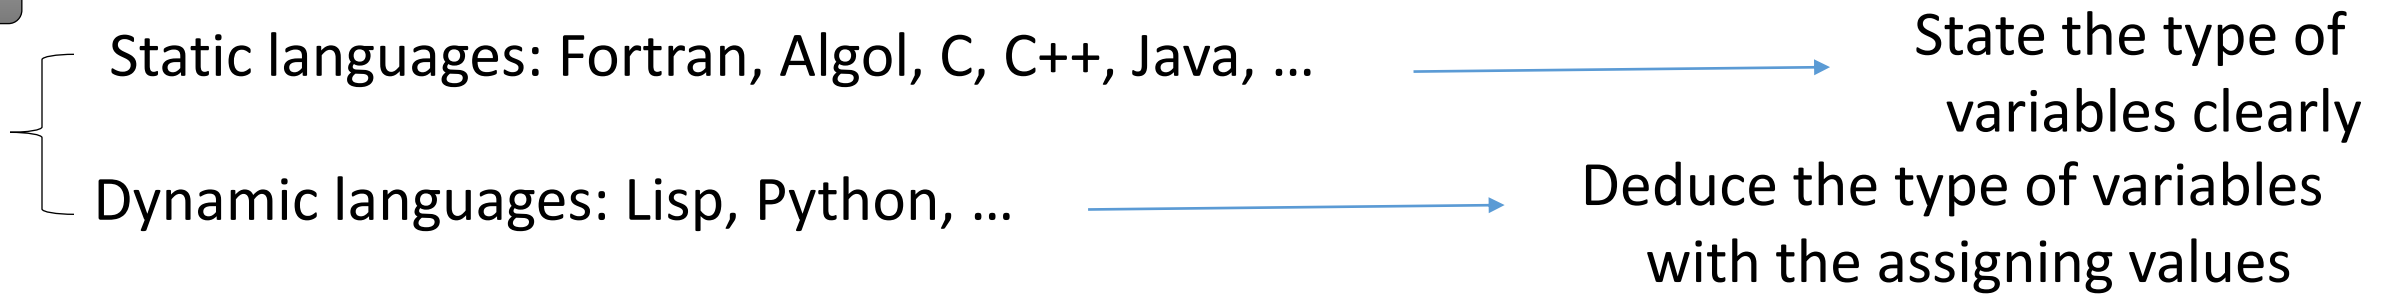 Static languages: Fortran, Algol, C, C++, Java, ...
State the type of
variables clearly
Dynamic languages: Lisp, Python, ...
Deduce the type of variables
with the assigning values